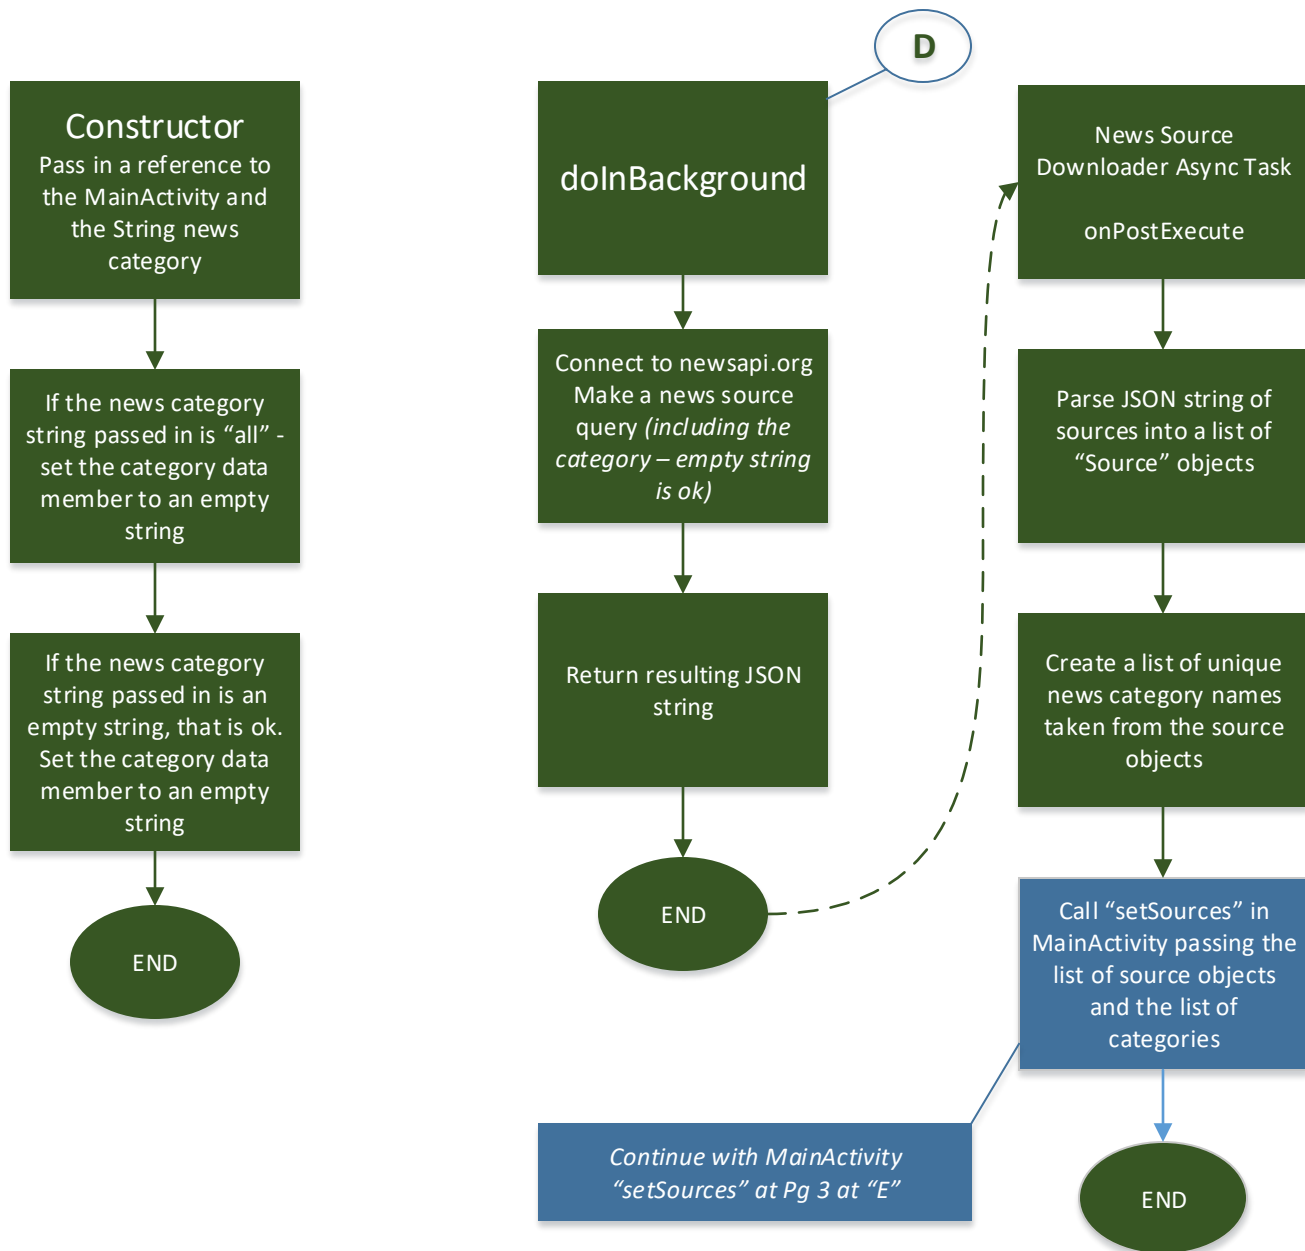 Constructor
Pass in a reference to
the MainActivity and
the String news
category
If the news category
string passed in is “all” -
set the category data
member to an empty
string
If the news category
string passed in is an
empty string, that is ok.
Set the category data
member to an empty
string
END
D
doInBackground
Connect to newsapi.org
Make a news source
query (including the
category – empty string
is ok)
Return resulting JSON
string
END
News Source
Downloader Async Task
onPostExecute
Parse JSON string of
sources into a list of
“Source” objects
Create a list of unique
news category names
taken from the source
objects
Call “setSources” in
MainActivity passing the
list of source objects
and the list of
categories
Continue with MainActivity
“setSources” at Pg 3 at “E”
END